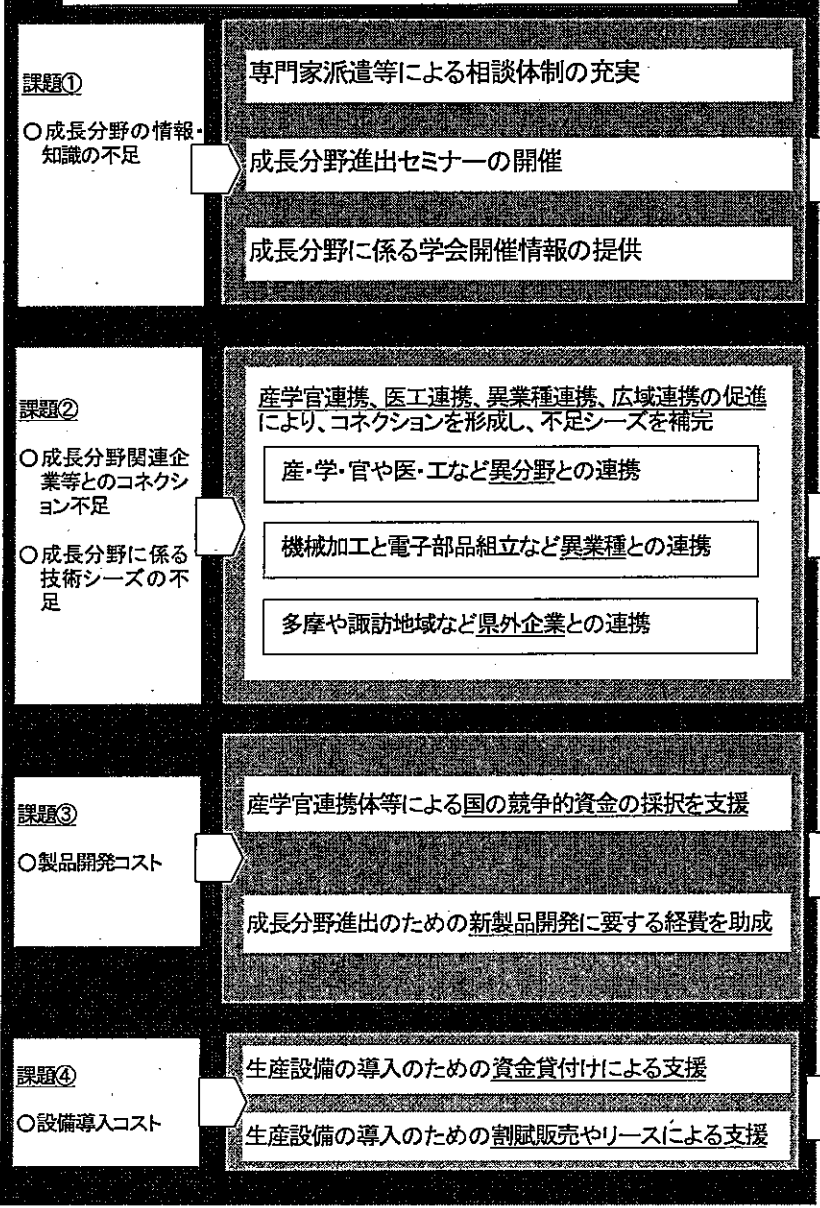 課題①
○成長分野の情報・
知識の不足
専門家派遣等による相談体制の充実
成長分野進出セミナーの開催
成長分野に係る学会開催情報の提供
課題②
○成長分野関連企
業等とのコネクシ
ョン不足
○成長分野に係る
技術シーズの不
足
産学官連携、医工連携、異業種連携、広域連携の促進
により、コネクションを形成し、不足シーズを補完
産・学・官や医・工など異分野との連携
機械加工と電子部品組立など異業種との連携
多摩や諏訪地域など県外企業との連携
課題③
○製品開発コスト
産学官連携体等による国の競争的資金の採択を支援
成長分野進出のための新製品開発に要する経費を助成
課題④
○設備導入コスト
生産設備の導入のための資金貸付けによる支援
生産設備の導入のための割賦販売やリースによる支援